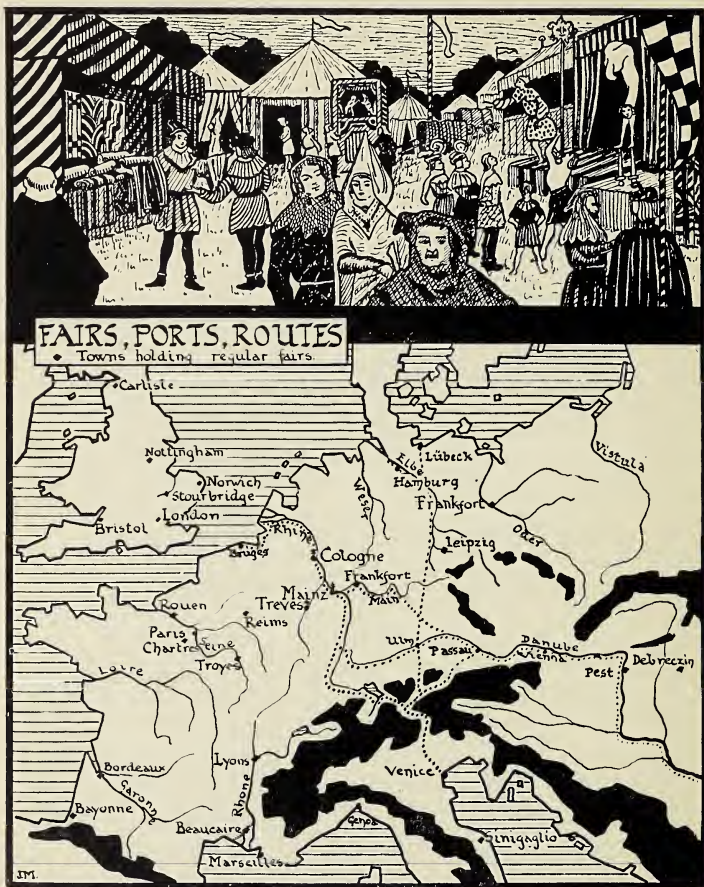 FAIRS, PORTS, ROUTES
• Towns holding regular fairs.
Carlisle
Nottingham
Norwich
Stourbridge
London
Bristol
Lübeck
Elbe
Hamburg
Weser
Frankfort
Vistula
Oder
Leipzig
Rhine
Bruges
Cologne
Frankfort
Mainz
Main
Treves
Rouen
Reims
Paris
Seine
Chartres
Troyes
Loire
Ulm
Passau
Danube
Vienna
Pest
Debreczin
Lyons
Venice
Bordeaux
Garonne
Rhone
Bayonne
Beaucaire
Genoa
Marseilles
Sinigaglio
J.M.